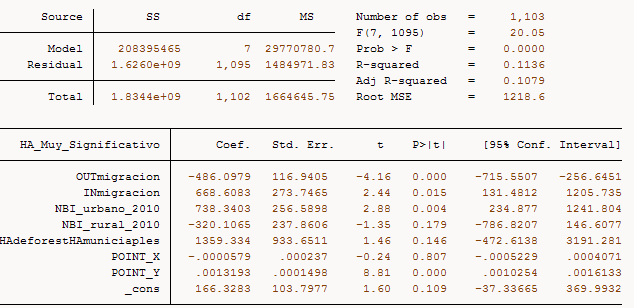 Source SS df MS Number of obs = 1,103
F(7, 1095) = 20.05
Model 208395465 7 29770780.7 Prob > F = 0.0000
Residual 1.6260e+09 1,095 1484971.83 R-squared = 0.1136
Adj R-squared = 0.1079
Total 1.8344e+09 1,102 1664645.75 Root MSE = 1218.6
HA_Muy_Significativo Coef. Std. Err. t P>|t| [95% Conf. Interval]
OUTmigracion -486.0979 116.9405 -4.16 0.000 -715.5507 -256.6451
INmigracion 668.6083 273.7465 2.44 0.015 131.4812 1205.735
NBI_urbano_2010 738.3403 256.5898 2.88 0.004 234.877 1241.804
NBI_rural_2010 -320.1065 237.8606 -1.35 0.179 -786.8207 146.6077
HAdeforestHAmuniciaples 1359.334 933.6511 1.46 0.146 -472.6138 3191.281
POINT_X -.0000579 .000237 -0.24 0.807 -.0005229 .0004071
POINT_Y .0013193 .0001498 8.81 0.000 .0010254 .0016133
_cons 166.3283 103.7977 1.60 0.109 -37.33665 369.9932